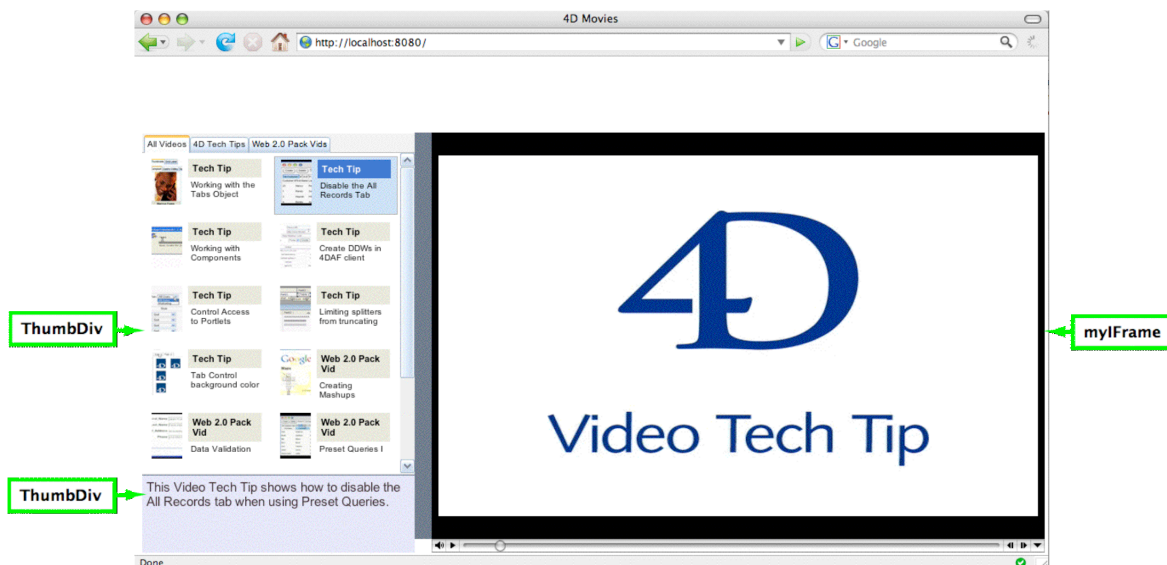 4D Movies
http://localhost:8080/
G Google
All Videos 4D Tech Tips Web 2.0 Pack Vids
Tech Tip
Working with the
Tabs Object
Tech Tip
Disable the All
Records Tab
Tech Tip
Working with
Components
Tech Tip
Create DDWs in
4DAF client
Tech Tip
Control Access
to Portlets
Tech Tip
Limiting splitters
from truncating
Tech Tip
Tab Control
background color
Google
Web 2.0 Pack
Vid
Creating
Mashups
Web 2.0 Pack
Vid
Data Validation
Web 2.0 Pack
Vid
Preset Queries I
This Video Tech Tip shows how to disable the
All Records tab when using Preset Queries.
4D
Video Tech Tip
ThumbDiv
myIFrame
ThumbDiv
Done